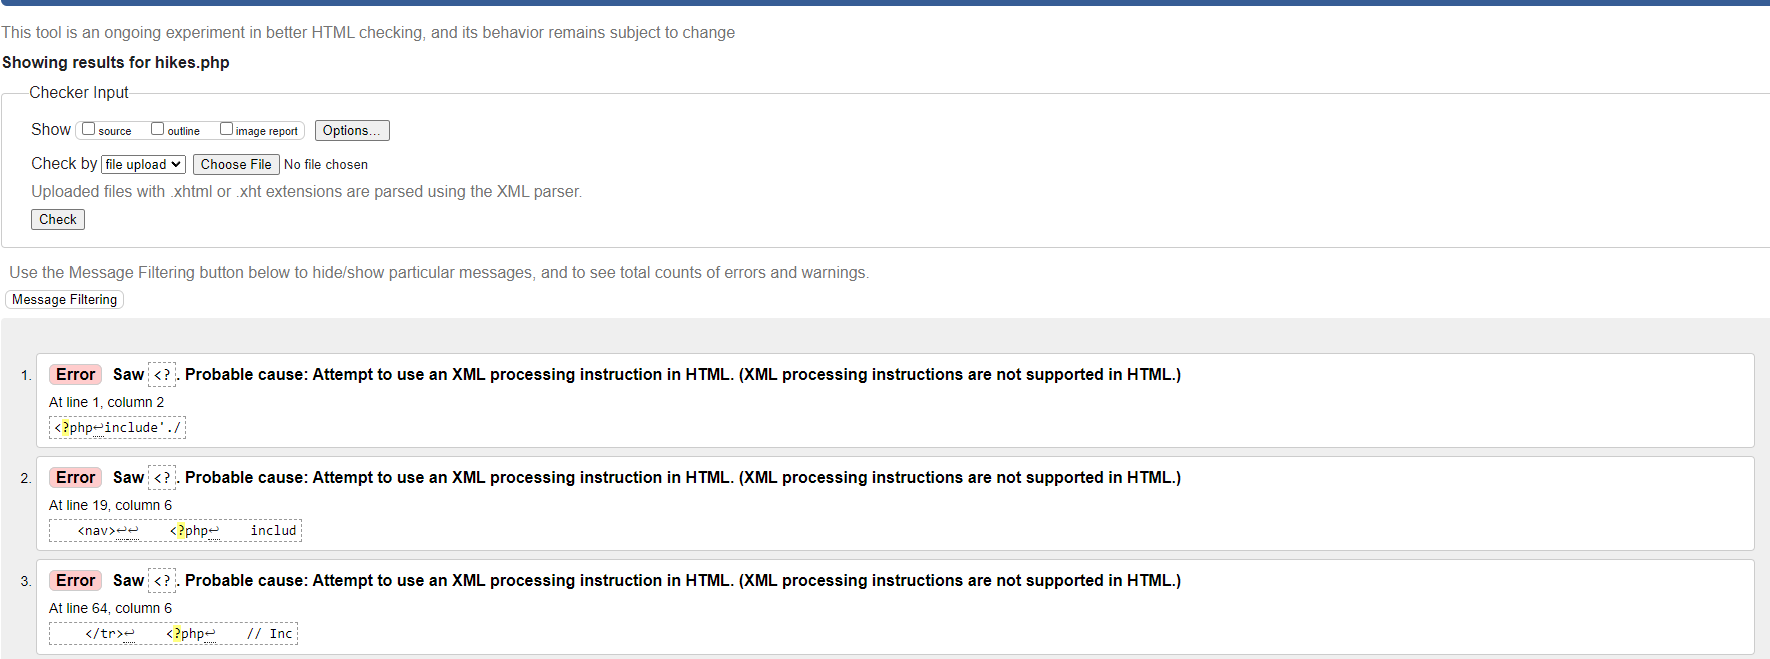 This tool is an ongoing experiment in better HTML checking, and its behavior remains subject to change
Showing results for hikes.php
Checker Input
Show source outline image report Options...
Check by file upload Choose File No file chosen
Uploaded files with .xhtml or .xht extensions are parsed using the XML parser.
Check
Use the Message Filtering button below to hide/show particular messages, and to see total counts of errors and warnings.
Message Filtering
1. Error Saw <?. Probable cause: Attempt to use an XML processing instruction in HTML. (XML processing instructions are not supported in HTML.)
At line 1, column 2
<?php↩include'./
2. Error Saw <?. Probable cause: Attempt to use an XML processing instruction in HTML. (XML processing instructions are not supported in HTML.)
At line 19, column 6
<nav>↩↩    <?php↩    includ
3. Error Saw <?. Probable cause: Attempt to use an XML processing instruction in HTML. (XML processing instructions are not supported in HTML.)
At line 64, column 6
</tr>↩    <?php↩    // Inc